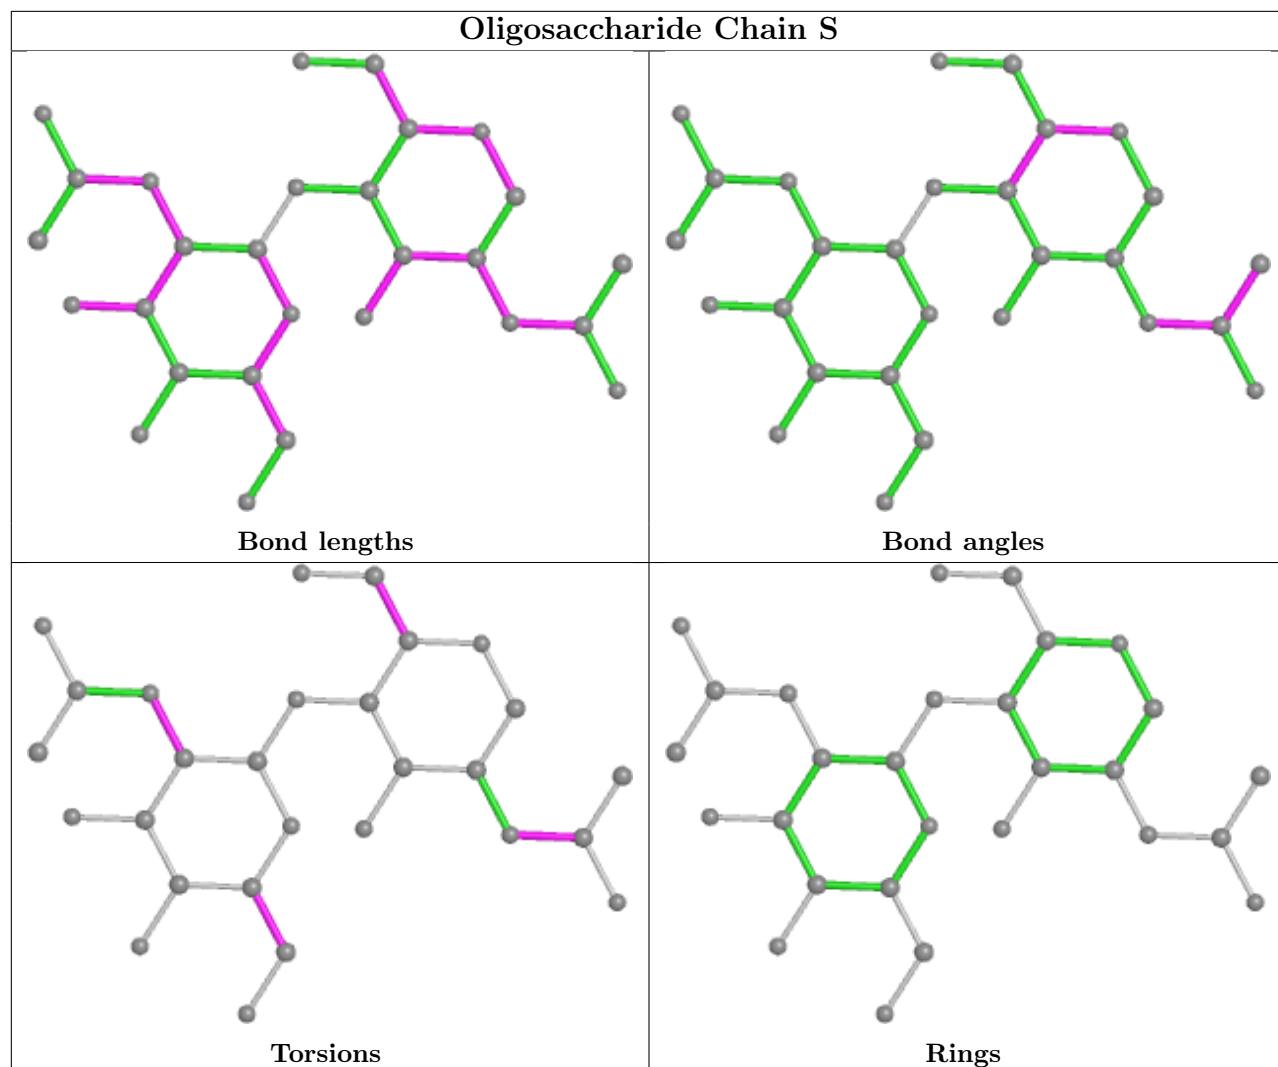 Oligosaccharide Chain S
Bond lengths
Bond angles
Torsions
Rings